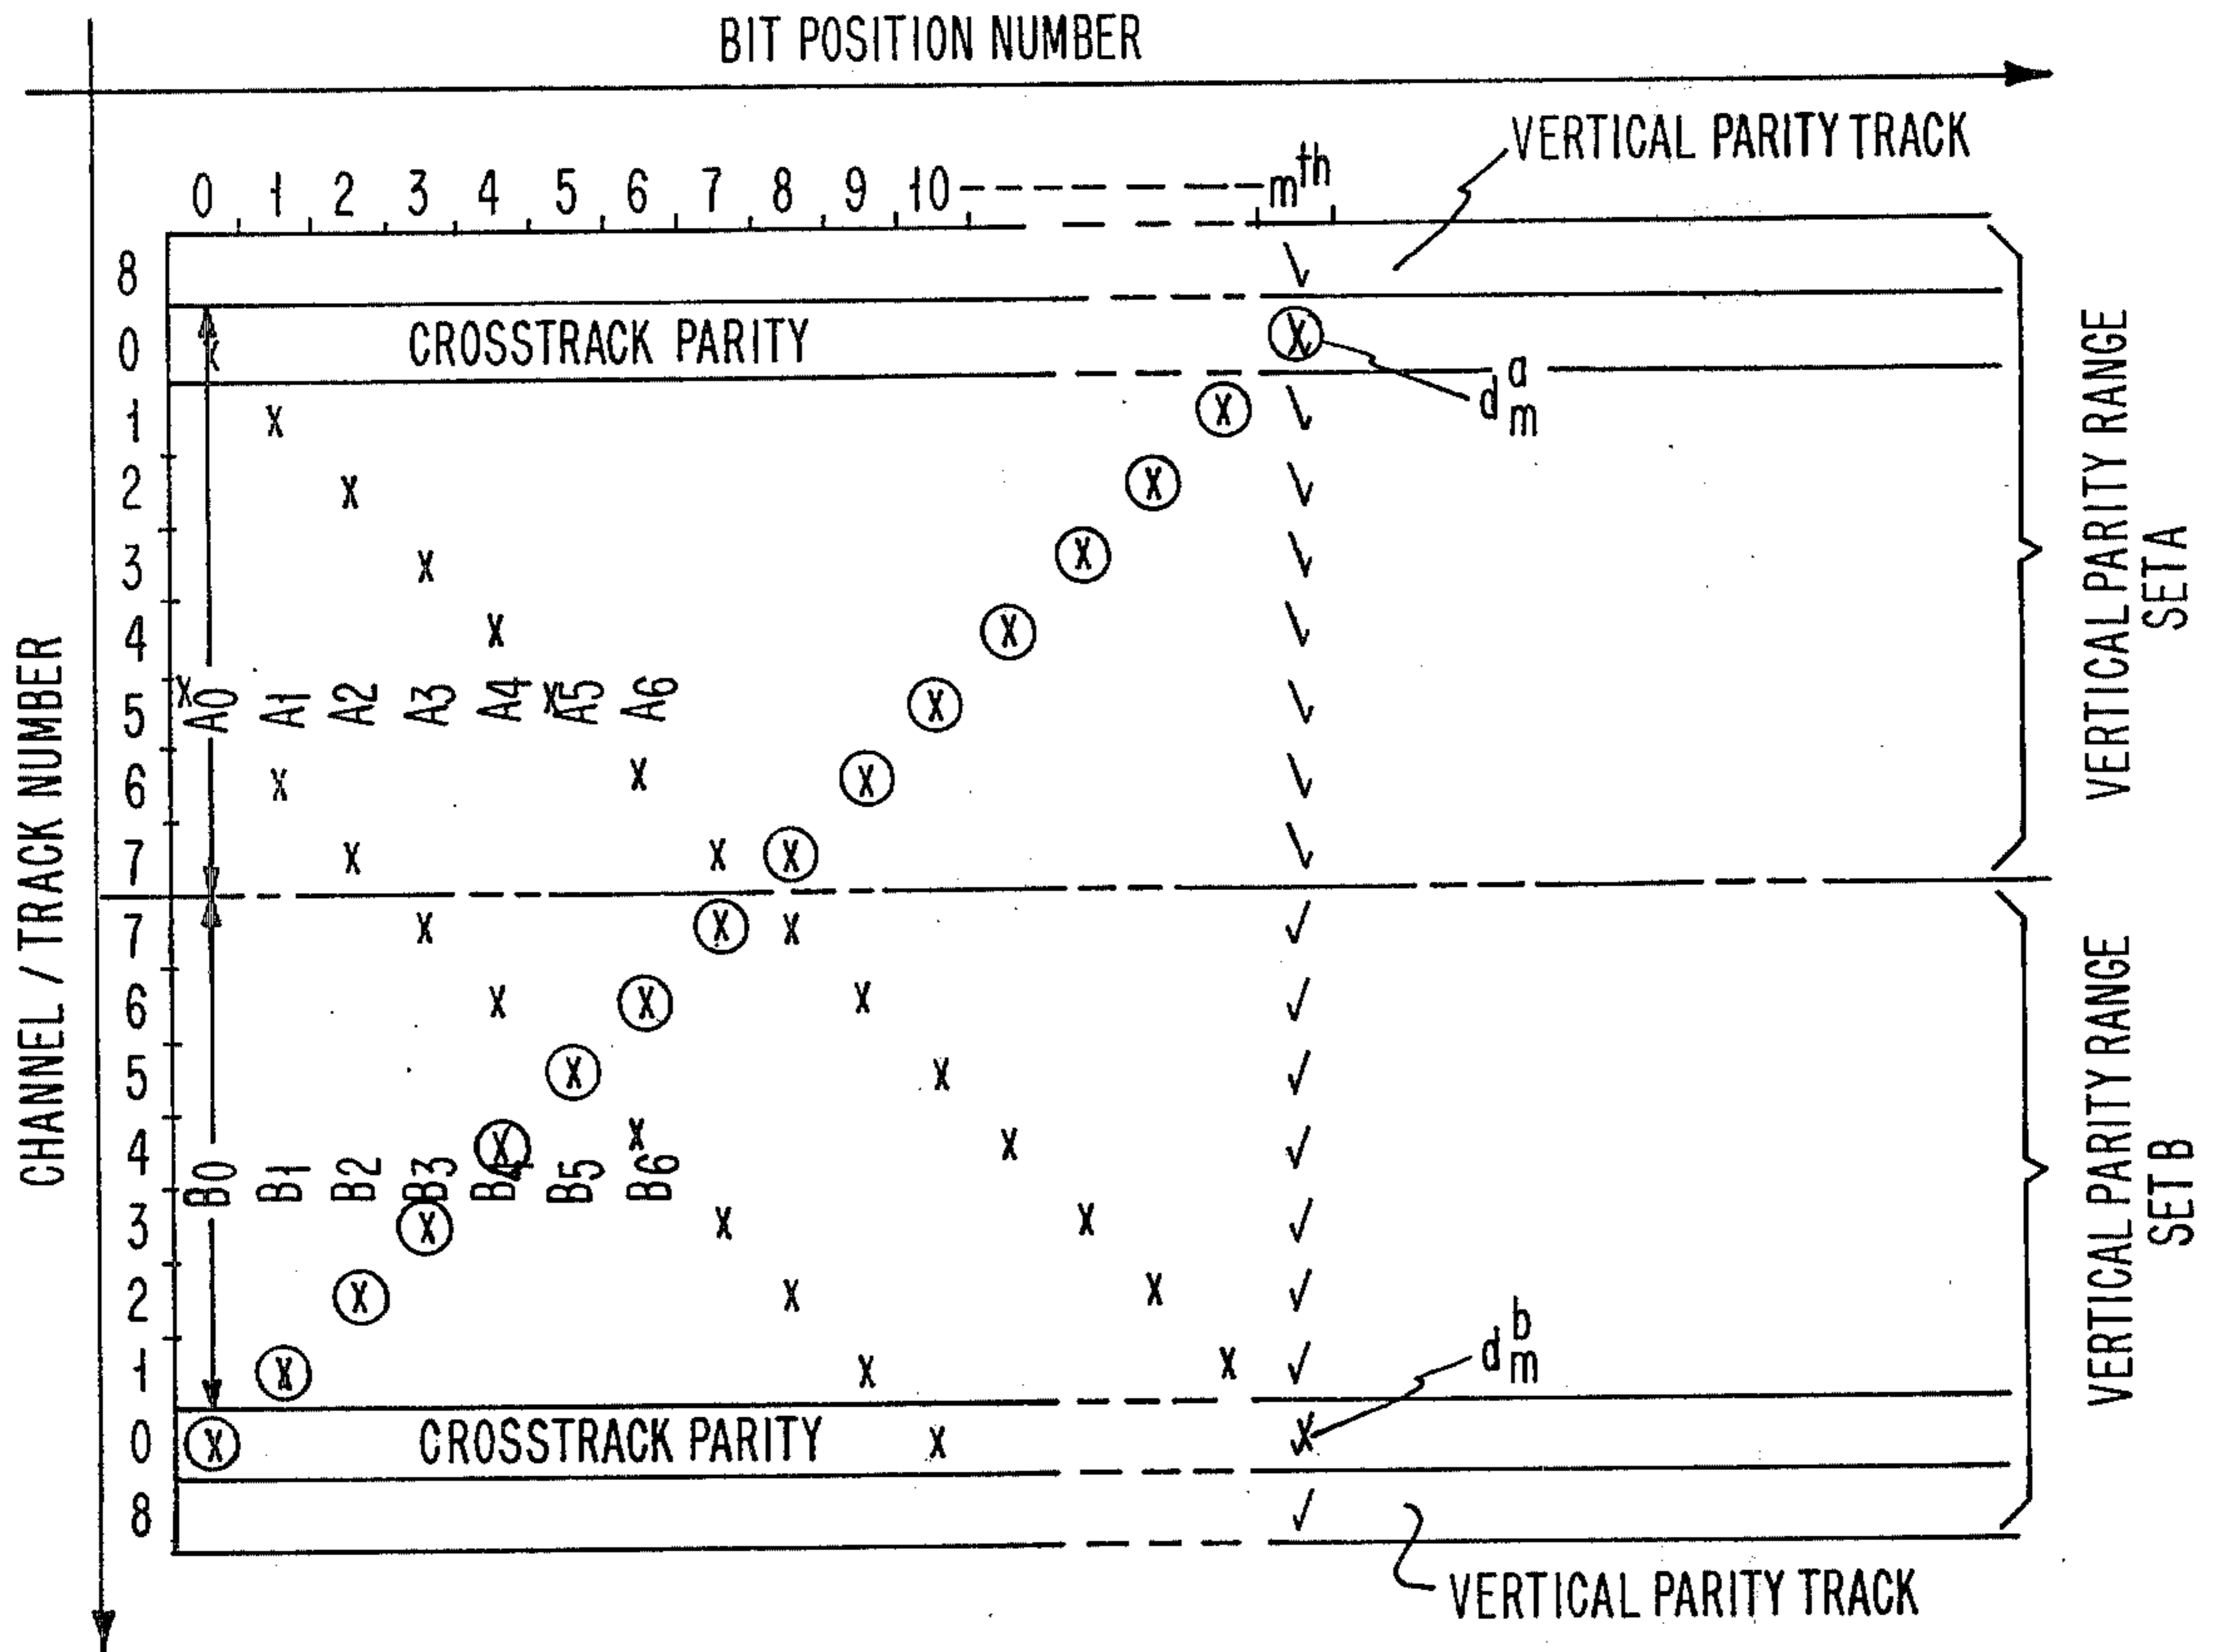 BIT POSITION NUMBER
VERTICAL PARITY TRACK
0 1 2 3 4 5 6 7 8 9 10 mth
8
0 CROSSTRACK PARITY X
X
dam
1 X X
2 X X
3 X X
4 X X
5 X A0 A1 A2 A3 A4 X A5 A6 X
6 X X X
7 X X X
VERTICAL PARITY RANGE
SET A
CHANNEL / TRACK NUMBER
7 X X X
6 X X X
5 X X
4 X X X
B0 B1 B2 B3 B4 B5 B6
3 X X X
2 X X X
1 X X X
dbm
0 X CROSSTRACK PARITY X X
8
VERTICAL PARITY RANGE
SET B
VERTICAL PARITY TRACK